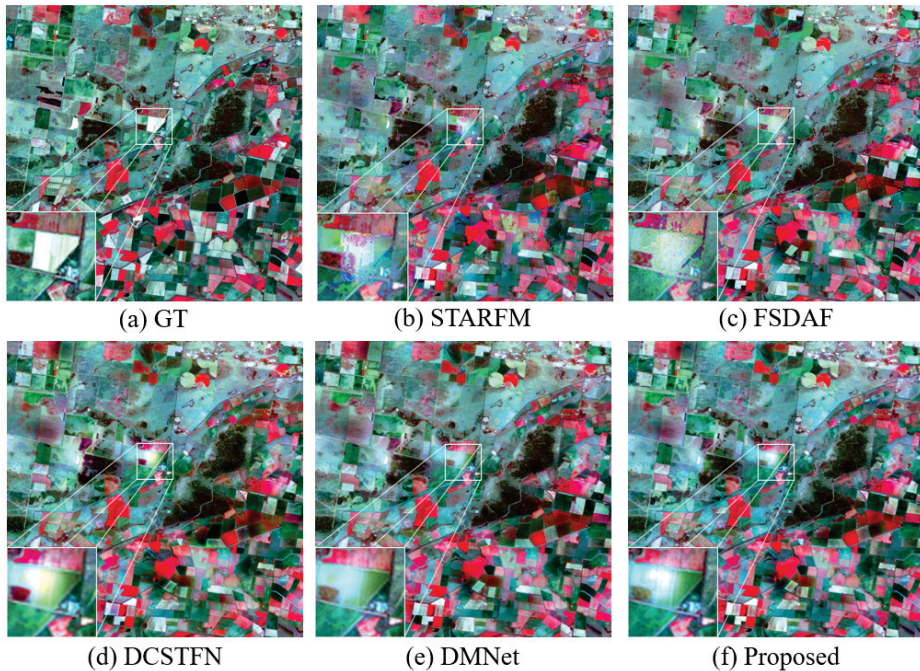 (a) GT
(b) STARFM
(c) FSDAF
(d) DCSTFN
(e) DMNet
(f) Proposed